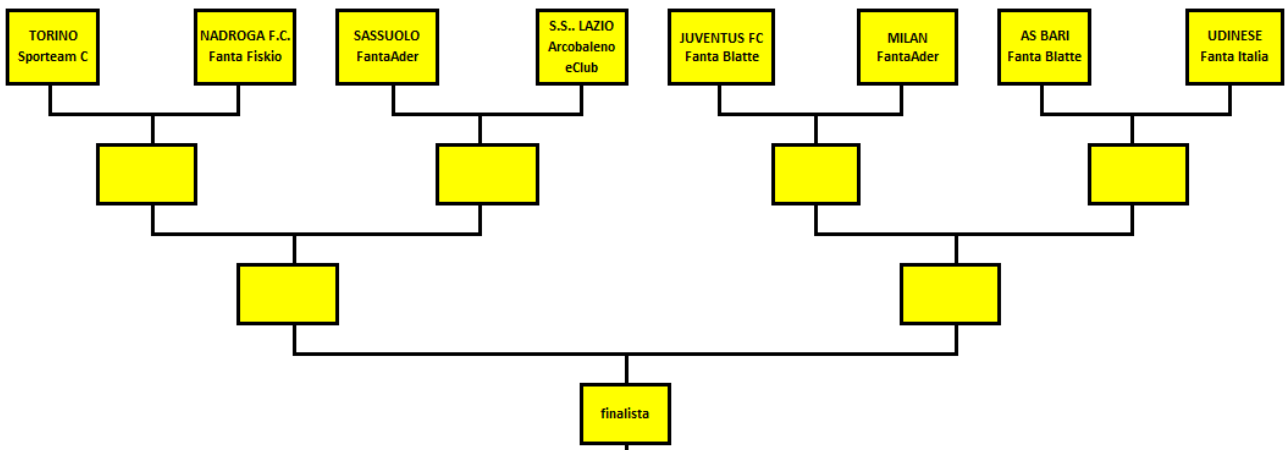 TORINO
Sporteam C
NADROGA F.C.
Fanta Fiskio
SASSUOLO
FantaAder
S.S.. LAZIO
Arcobaleno
eClub
JUVENTUS FC
Fanta Blatte
MILAN
FantaAder
AS BARI
Fanta Blatte
UDINESE
Fanta Italia
finalista